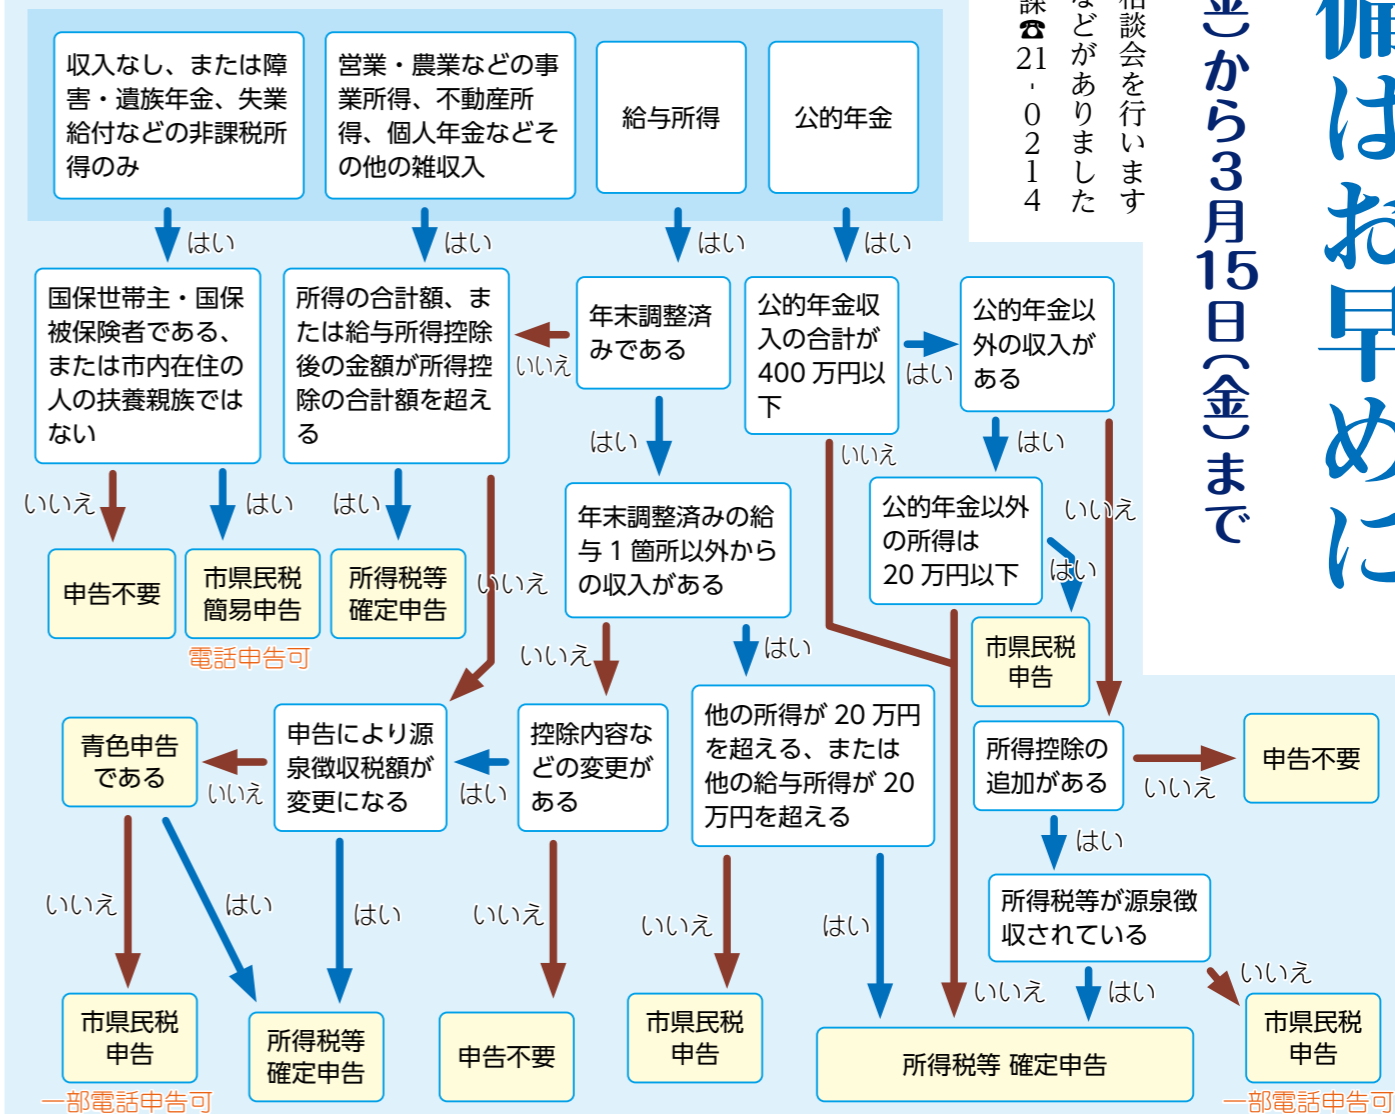 備はお早めに
金)から3月15日(金)まで
相談会を行います
などがありました
課☎21-0214
収入なし、または障
害・遺族年金、失業
給付などの非課税所
得のみ
営業・農業などの事
業所得、不動産所
得、個人年金などそ
の他の雑収入
給与所得
公的年金
はい
はい
はい
はい
国保世帯主・国保
被保険者である、
または市内在住の
人の扶養親族では
ない
所得の合計額、ま
たは給与所得控除
後の金額が所得控
除の合計額を超え
る
いいえ
年末調整済
みである
公的年金収
入の合計が
400 万円以
下
はい
公的年金以
外の収入が
ある
いいえ
はい
はい
いいえ
はい
いいえ
はい
いいえ
申告不要
市県民税
簡易申告
電話申告可
所得税等
確定申告
年末調整済みの給
与 1 箇所以外から
の収入がある
公的年金以外
の所得は
20 万円以下
はい
市県民税
申告
いいえ
はい
青色申告
である
いいえ
申告により源
泉徴収税額が
変更になる
はい
控除内容な
どの変更が
ある
他の所得が 20 万円
を超える、または
他の給与所得が 20
万円を超える
所得控除の
追加がある
いいえ
申告不要
はい
所得税等が源泉徴
収されている
いいえ
はい
はい
いいえ
いいえ
はい
いいえ
はい
いいえ
市県民税
申告
一部電話申告可
所得税等
確定申告
申告不要
市県民税
申告
所得税等 確定申告
市県民税
申告
一部電話申告可